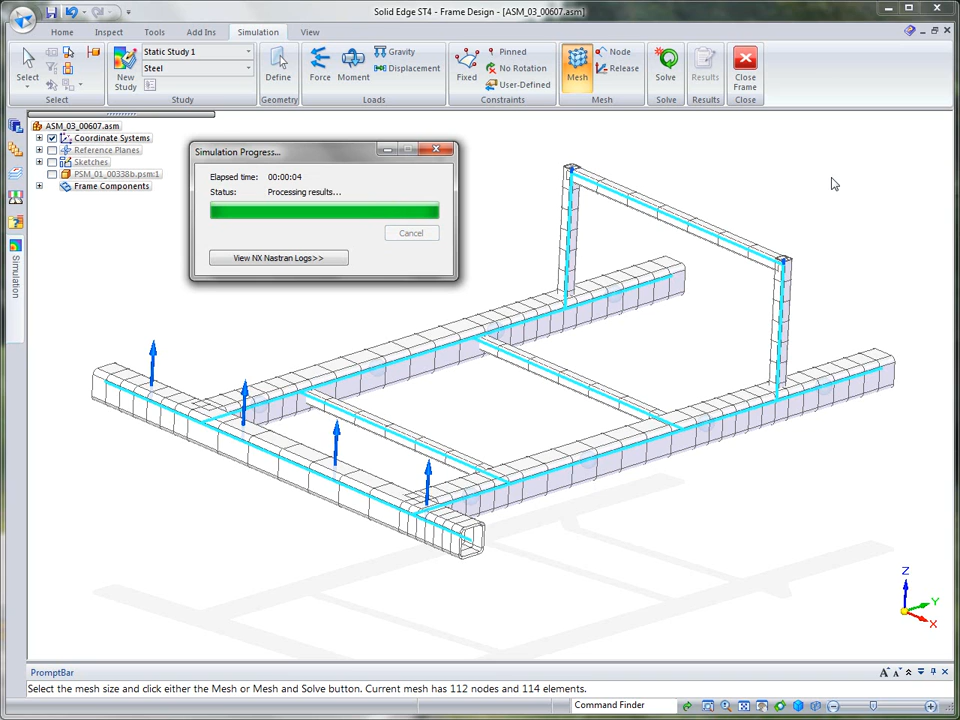 Solid Edge ST4 - Frame Design - [ASM_03_00607.asm]
Home Inspect Tools Add Ins Simulation View
Select
Select
New Study
Static Study 1
Steel
Study
Define
Geometry
Force
Moment
Gravity
Displacement
Loads
Fixed
Pinned
No Rotation
User-Defined
Constraints
Mesh
Node
Release
Mesh
Solve
Solve
Results
Results
Close Frame
Close
ASM_03_00607.asm
Coordinate Systems
Reference Planes
Sketches
PSM_01_00338b.psm:1
Frame Components
Simulation
Simulation Progress...
Elapsed time: 00:00:04
Status: Processing results...
Cancel
View NX Nastran Logs>>
Z
Y
X
PromptBar
Select the mesh size and click either the Mesh or Mesh and Solve button. Current mesh has 112 nodes and 114 elements.
Command Finder